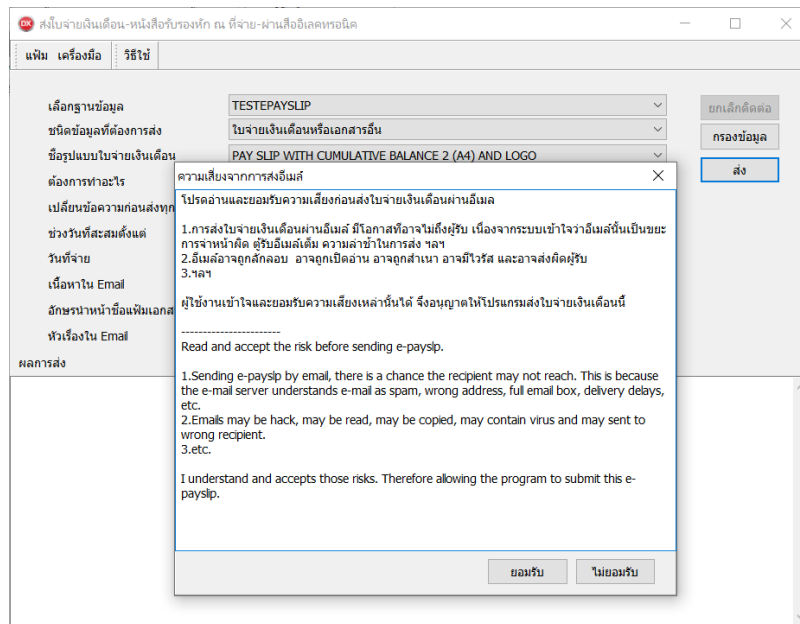 DX ส่งใบจ่ายเงินเดือน-หนังสือรับรองหัก ณ ที่จ่าย-ผ่านสื่ออิเลคทรอนิค
แฟ้ม เครื่องมือ วิธีใช้
เลือกฐานข้อมูล TESTEPAYSLIP ยกเลิกติดต่อ
ชนิดข้อมูลที่ต้องการส่ง ใบจ่ายเงินเดือนหรือเอกสารอื่น กรองข้อมูล
ชื่อรูปแบบใบจ่ายเงินเดือน PAY SLIP WITH CUMULATIVE BALANCE 2 (A4) AND LOGO
ส่ง
ต้องการทำอะไร
เปลี่ยนข้อความก่อนส่งทุก
ช่วงวันที่สะสมตั้งแต่
วันที่จ่าย
เนื้อหาใน Email
อักษรนำหน้าชื่อแฟ้มเอกส
หัวเรื่องใน Email
ผลการส่ง
ความเสี่ยงจากการส่งอีเมล์
โปรดอ่านและยอมรับความเสี่ยงก่อนส่งใบจ่ายเงินเดือนผ่านอีเมล
1.การส่งใบจ่ายเงินเดือนผ่านอีเมล์ มีโอกาสที่อาจไม่ถึงผู้รับ เนื่องจากระบบเข้าใจว่าอีเมล์นั้นเป็นขยะ
การจ่าหน้าผิด ตู้รับอีเมล์เต็ม ความล่าช้าในการส่ง ฯลฯ
2.อีเมล์อาจถูกลักลอบ อาจถูกเปิดอ่าน อาจถูกสำเนา อาจมีไวรัส และอาจส่งผิดผู้รับ
3.ฯลฯ
ผู้ใช้งานเข้าใจและยอมรับความเสี่ยงเหล่านั้นได้ จึงอนุญาตให้โปรแกรมส่งใบจ่ายเงินเดือนนี้
-----------------------
Read and accept the risk before sending e-payslp.
1.Sending e-payslp by email, there is a chance the recipient may not reach. This is because
the e-mail server understands e-mail as spam, wrong address, full email box, delivery delays,
etc.
2.Emails may be hack, may be read, may be copied, may contain virus and may sent to
wrong recipient.
3.etc.
I understand and accepts those risks. Therefore allowing the program to submit this e-
payslip.
ยอมรับ ไม่ยอมรับ